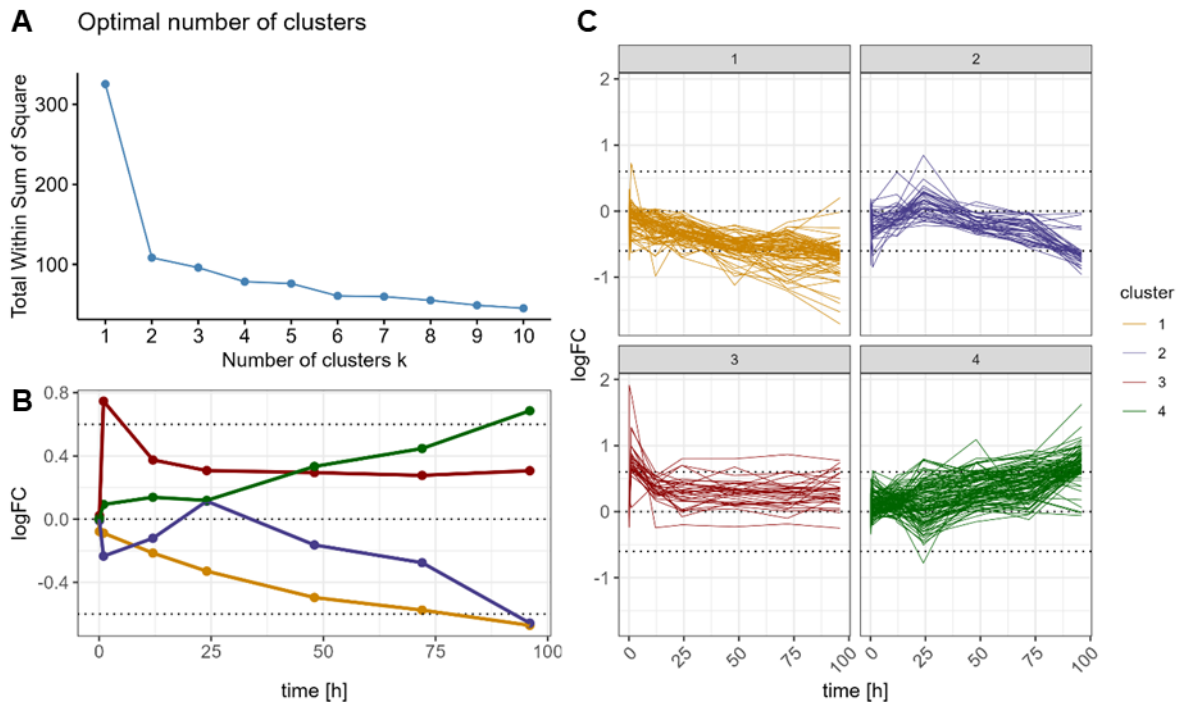 A
Optimal number of clusters
Total Within Sum of Square
300
200
100
1 2 3 4 5 6 7 8 9 10
Number of clusters k
B
logFC
0.8
0.4
0.0
-0.4
0 25 50 75 100
time [h]
C
1
2
logFC
2
1
0
-1
3
4
2
1
0
-1
0 25 50 75 100
0 25 50 75 100
time [h]
cluster
1
2
3
4